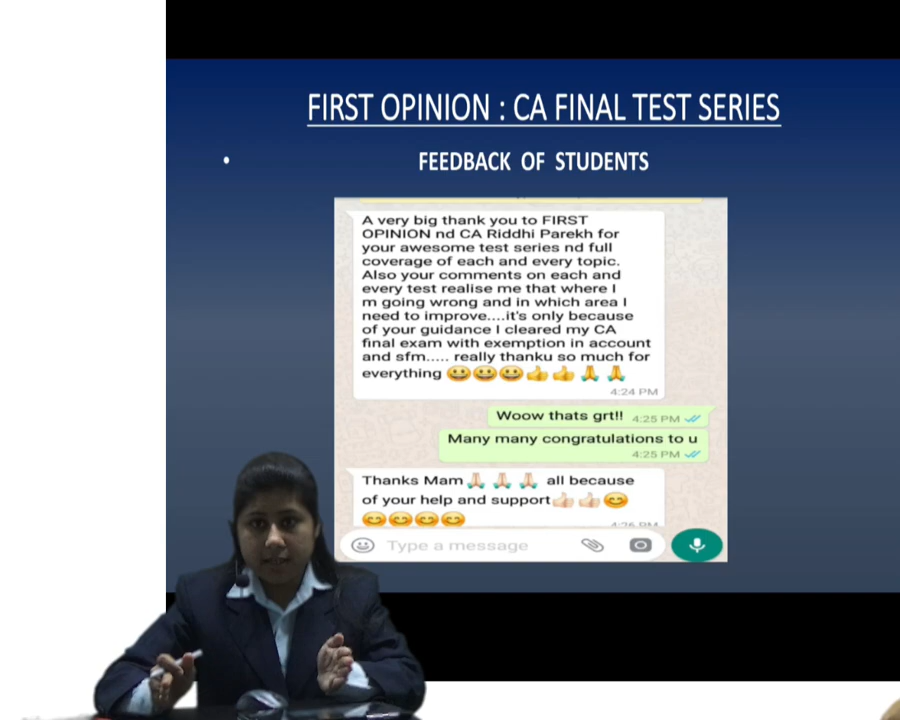 FIRST OPINION : CA FINAL TEST SERIES
• FEEDBACK OF STUDENTS
A very big thank you to FIRST
OPINION nd CA Riddhi Parekh for
your awesome test series nd full
coverage of each and every topic.
Also your comments on each and
every test realise me that where I
m going wrong and in which area I
need to improve....it's only because
of your guidance I cleared my CA
final exam with exemption in account
and sfm..... really thanku so much for
everything 😀😀😀👍👍🙏🙏
4:24 PM
Woow thats grt!! 4:25 PM
Many many congratulations to u
4:25 PM
Thanks Mam🙏🏻🙏🏻🙏🏻 all because
of your help and support👍🏻👍🏻😊
😊😊😊😊 4:26 PM
Type a message